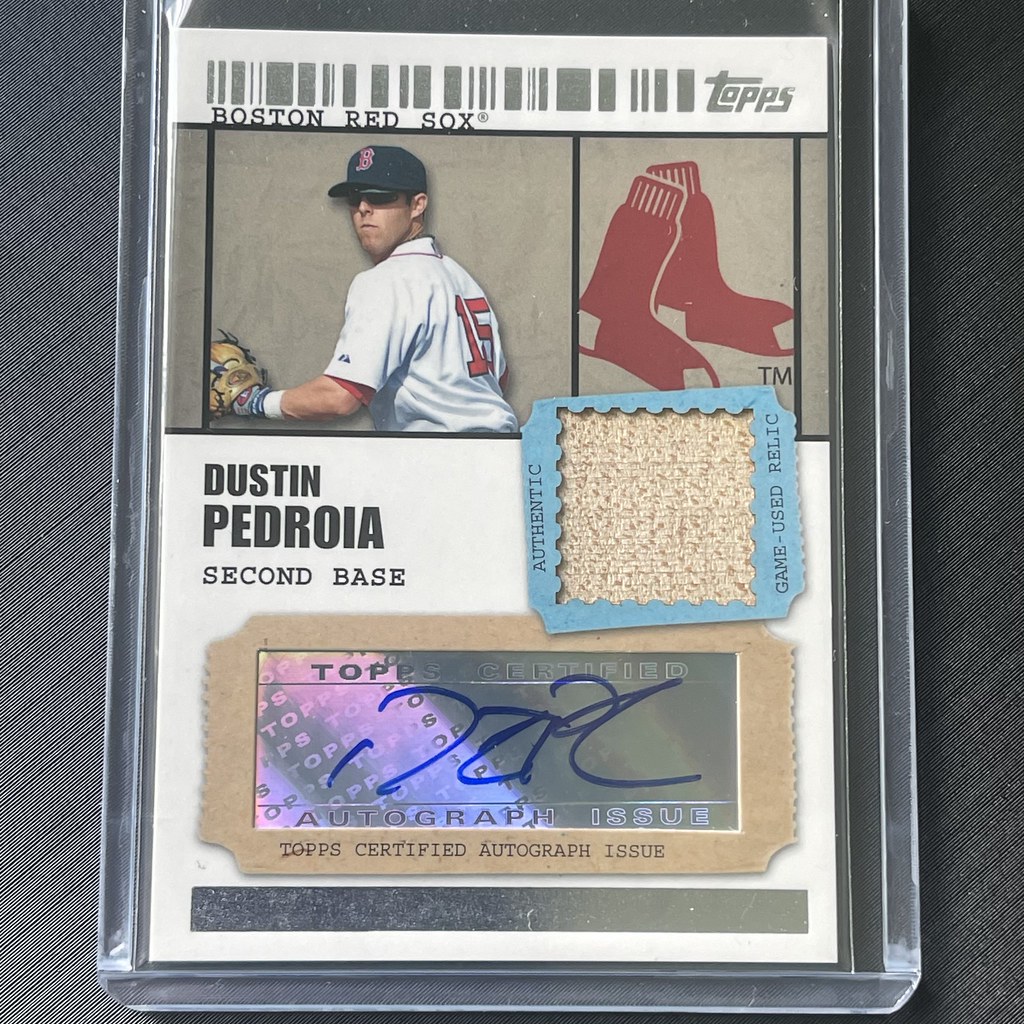 topps
BOSTON RED SOX®
B
15
TM
DUSTIN
PEDROIA
SECOND BASE
AUTHENTIC
GAME-USED RELIC
TOPPS CERTIFIED
AUTOGRAPH ISSUE
TOPPS CERTIFIED AUTOGRAPH ISSUE